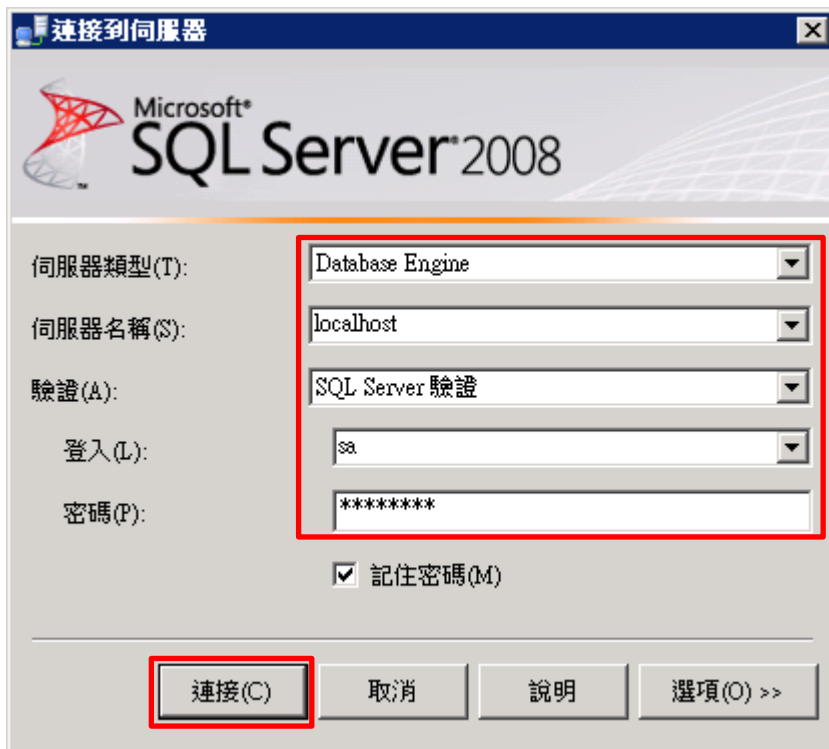 連接到伺服器
Microsoft®
SQL Server® 2008
伺服器類型(T): Database Engine
伺服器名稱(S): localhost
驗證(A): SQL Server 驗證
登入(L): sa
密碼(P): ********
記住密碼(M)
連接(C) 取消 說明 選項(O) >>